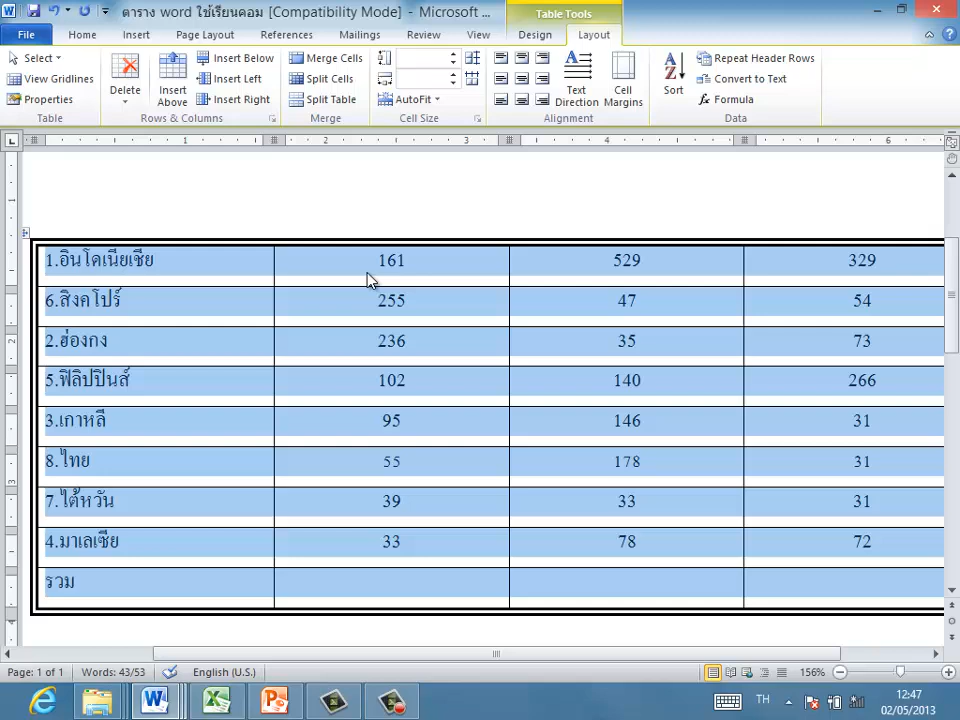 ตาราง word ใช้เรียนคอม [Compatibility Mode] - Microsoft ...
Table Tools
File Home Insert Page Layout References Mailings Review View Design Layout
Select
View Gridlines
Properties
Table
Delete
Insert Above
Insert Below
Insert Left
Insert Right
Rows & Columns
Merge Cells
Split Cells
Split Table
Merge
AutoFit
Cell Size
Text Direction
Cell Margins
Alignment
Sort
Repeat Header Rows
Convert to Text
Formula
Data
1 2 3 4 6
1.อินโดเนียเซีย 161 529 329
6.สิงคโปร์ 255 47 54
2.ฮ่องกง 236 35 73
5.ฟิลิปปินส์ 102 140 266
3.เกาหลี 95 146 31
8.ไทย 55 178 31
7.ไต้หวัน 39 33 31
4.มาเลเซีย 33 78 72
รวม
Page: 1 of 1 Words: 43/53 English (U.S.) 156%
TH 12:47
02/05/2013